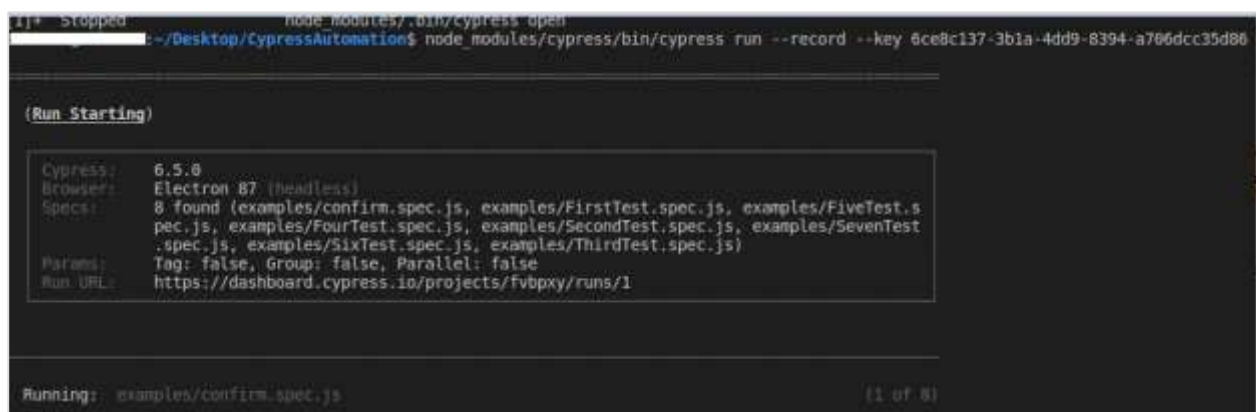 1]+ Stopped node_modules/.bin/cypress open
:~/Desktop/CypressAutomation$ node_modules/cypress/bin/cypress run --record --key 6ce8c137-3b1a-4dd9-8394-a706dcc35d86
(Run Starting)
Cypress: 6.5.0
Browser: Electron 87 (headless)
Specs: 8 found (examples/confirm.spec.js, examples/FirstTest.spec.js, examples/FiveTest.s
pec.js, examples/FourTest.spec.js, examples/SecondTest.spec.js, examples/SevenTest
.spec.js, examples/SixTest.spec.js, examples/ThirdTest.spec.js)
Params: Tag: false, Group: false, Parallel: false
Run URL: https://dashboard.cypress.io/projects/fvbpxy/runs/1
Running: examples/confirm.spec.js (1 of 8)